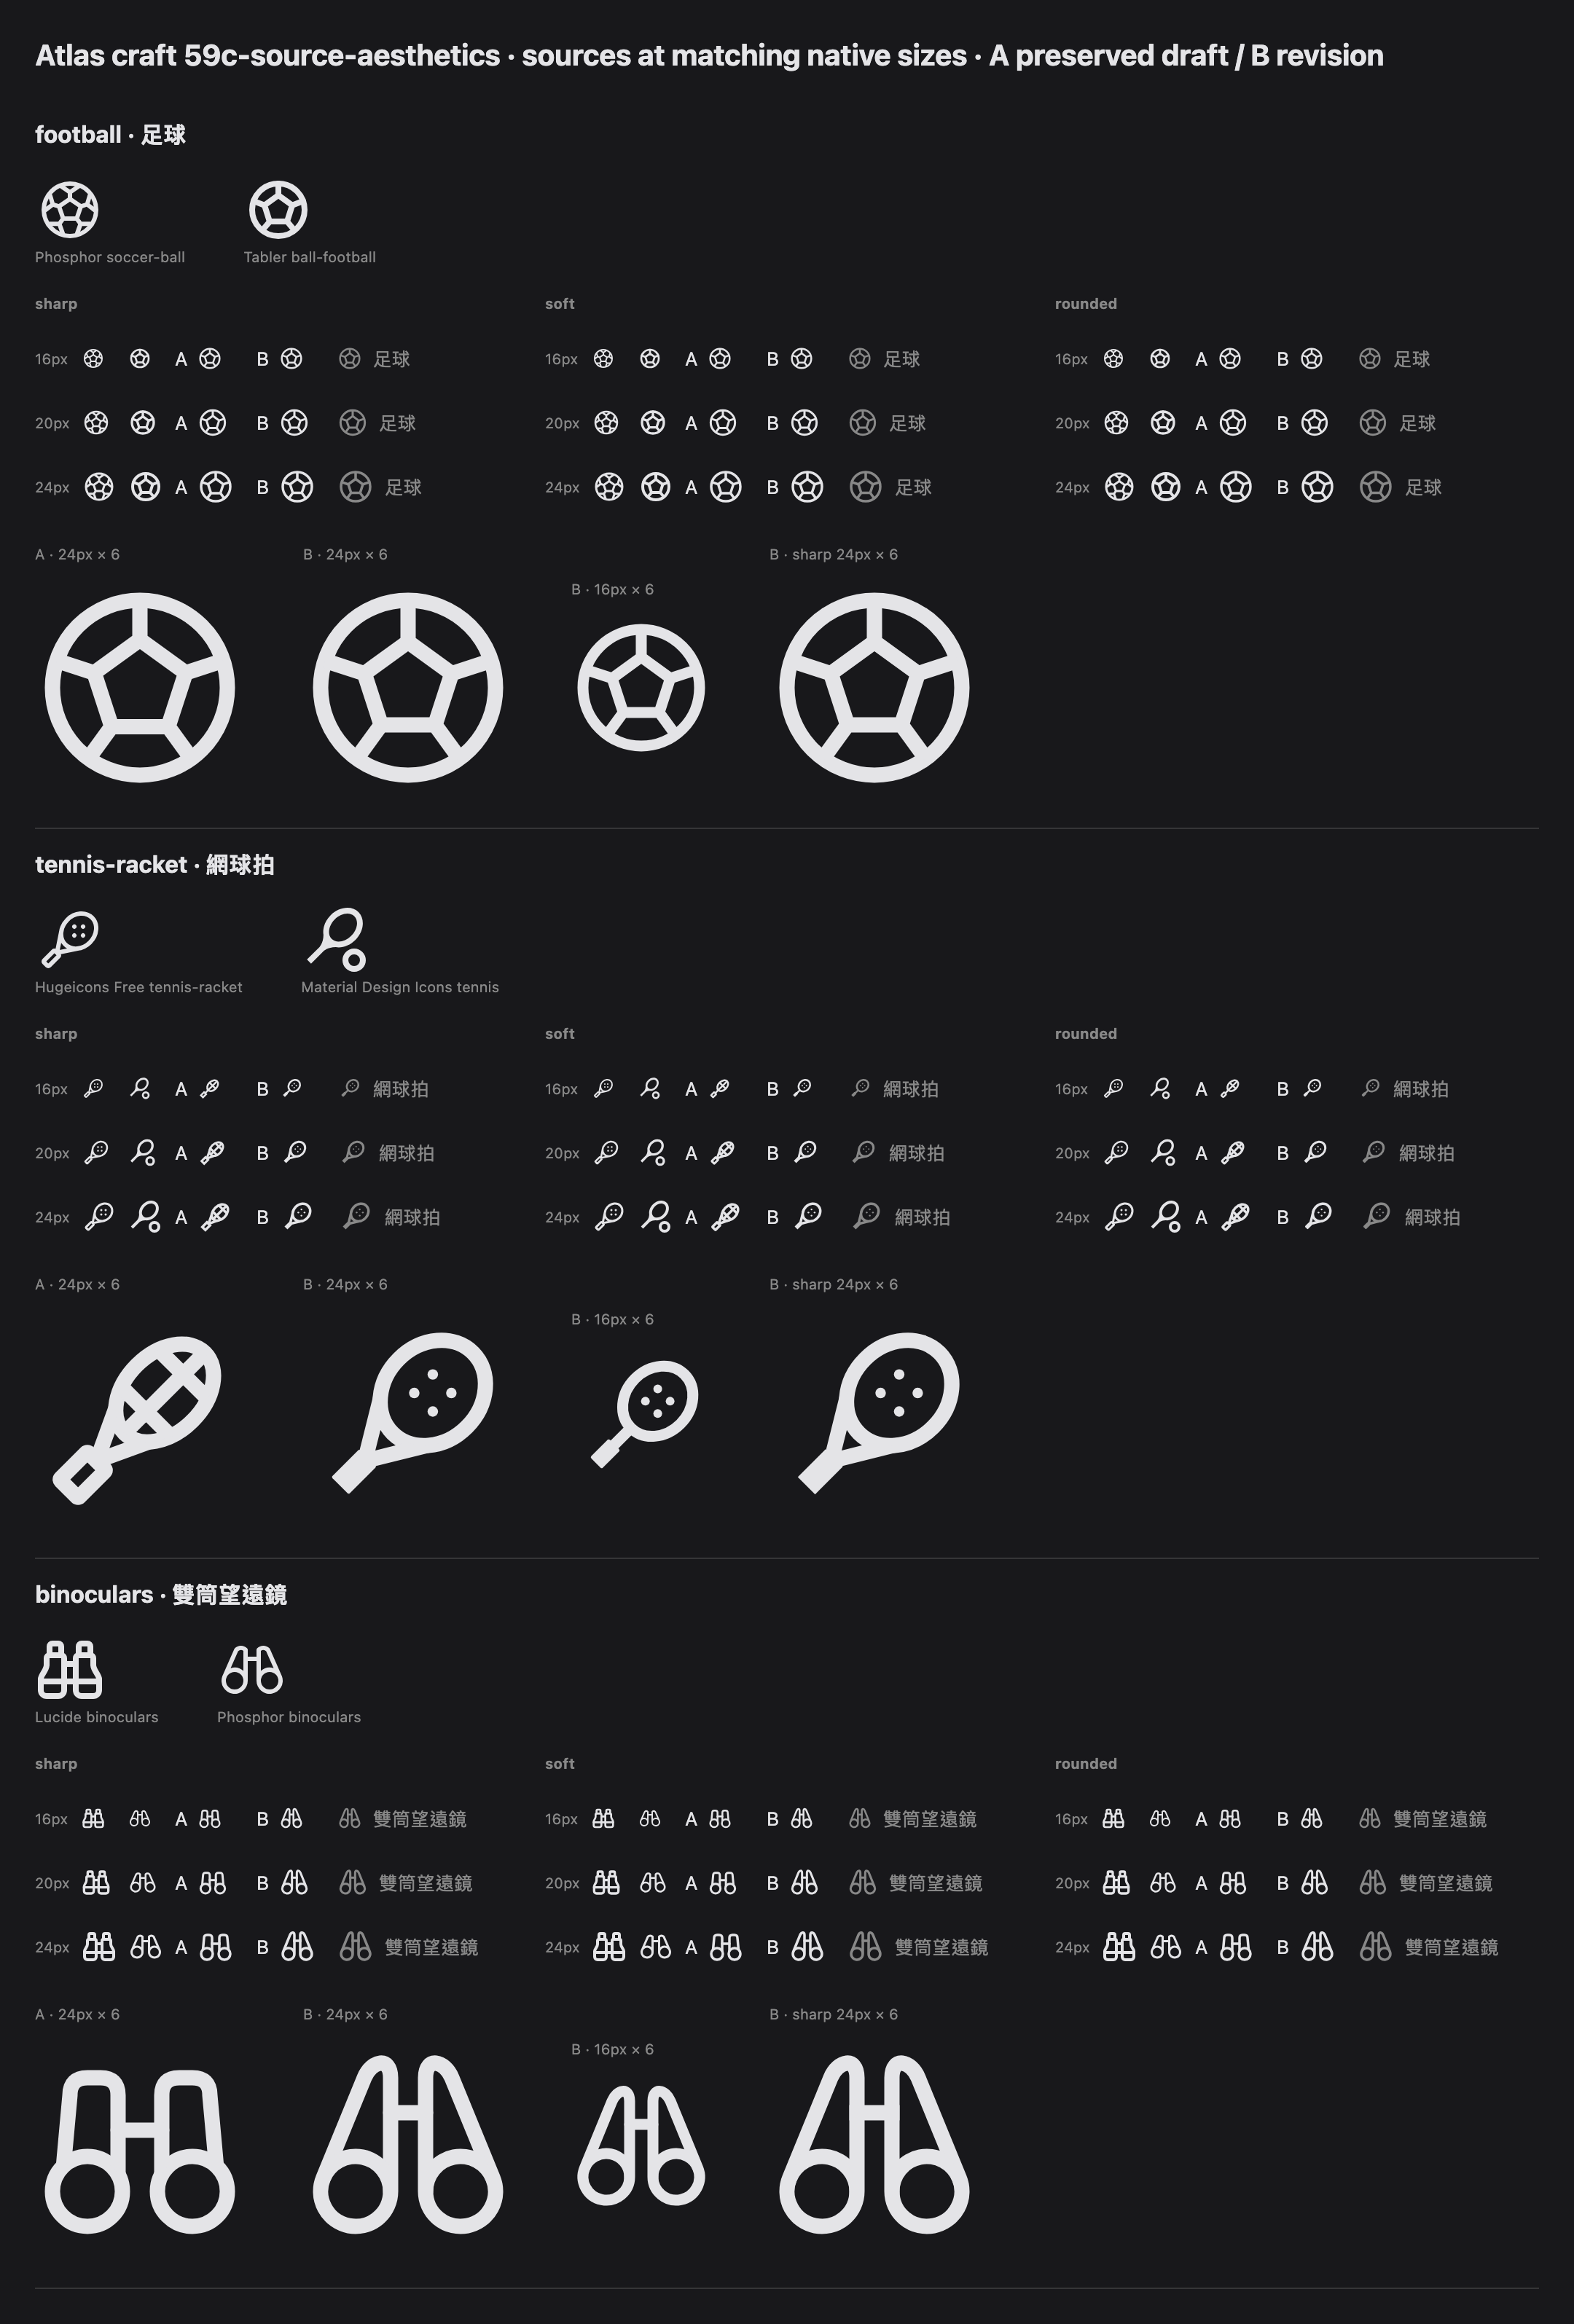 Atlas craft 59c-source-aesthetics · sources at matching native sizes · A preserved draft / B revision
football · 足球
Phosphor soccer-ball
Tabler ball-football
sharp
soft
rounded
16px A B 足球
16px A B 足球
16px A B 足球
20px A B 足球
20px A B 足球
20px A B 足球
24px A B 足球
24px A B 足球
24px A B 足球
A · 24px × 6
B · 24px × 6
B · 16px × 6
B · sharp 24px × 6
tennis-racket · 網球拍
Hugeicons Free tennis-racket
Material Design Icons tennis
sharp
soft
rounded
16px A B 網球拍
16px A B 網球拍
16px A B 網球拍
20px A B 網球拍
20px A B 網球拍
20px A B 網球拍
24px A B 網球拍
24px A B 網球拍
24px A B 網球拍
A · 24px × 6
B · 24px × 6
B · 16px × 6
B · sharp 24px × 6
binoculars · 雙筒望遠鏡
Lucide binoculars
Phosphor binoculars
sharp
soft
rounded
16px A B 雙筒望遠鏡
16px A B 雙筒望遠鏡
16px A B 雙筒望遠鏡
20px A B 雙筒望遠鏡
20px A B 雙筒望遠鏡
20px A B 雙筒望遠鏡
24px A B 雙筒望遠鏡
24px A B 雙筒望遠鏡
24px A B 雙筒望遠鏡
A · 24px × 6
B · 24px × 6
B · 16px × 6
B · sharp 24px × 6